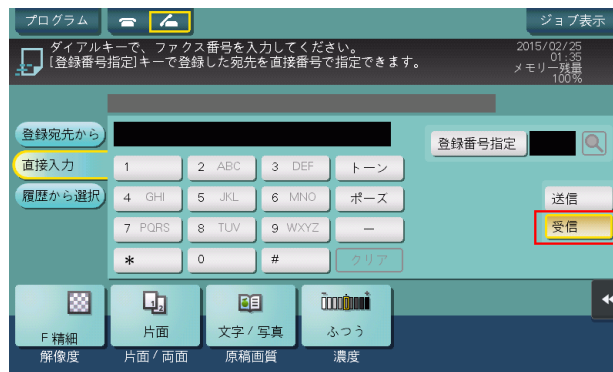 プログラム
ジョブ表示
ダイアルキーで、ファクス番号を入力してください。
[登録番号指定]キーで登録した宛先を直接番号で指定できます。
2015/02/25
01:35
メモリー残量
100%
登録宛先から
直接入力
履歴から選択
1
2 ABC
3 DEF
トーン
4 GHI
5 JKL
6 MNO
ポーズ
7 PQRS
8 TUV
9 WXYZ
－
*
0
#
クリア
登録番号指定
送信
受信
F 精細
片面
文字/写真
ふつう
解像度
片面/両面
原稿画質
濃度